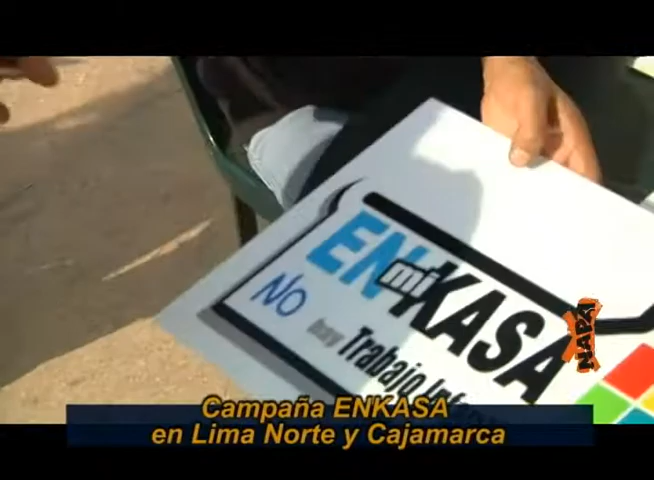 EN mi KASA
NO hay Trabajo
NAPA
Campaña ENKASA
en Lima Norte y Cajamarca